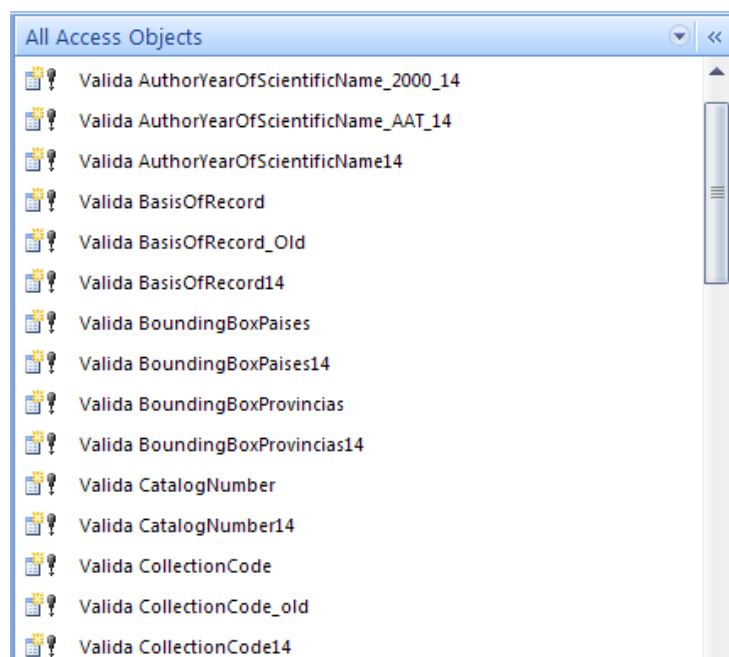 All Access Objects
Valida AuthorYearOfScientificName_2000_14
Valida AuthorYearOfScientificName_AAT_14
Valida AuthorYearOfScientificName14
Valida BasisOfRecord
Valida BasisOfRecord_Old
Valida BasisOfRecord14
Valida BoundingBoxPaises
Valida BoundingBoxPaises14
Valida BoundingBoxProvincias
Valida BoundingBoxProvincias14
Valida CatalogNumber
Valida CatalogNumber14
Valida CollectionCode
Valida CollectionCode_old
Valida CollectionCode14